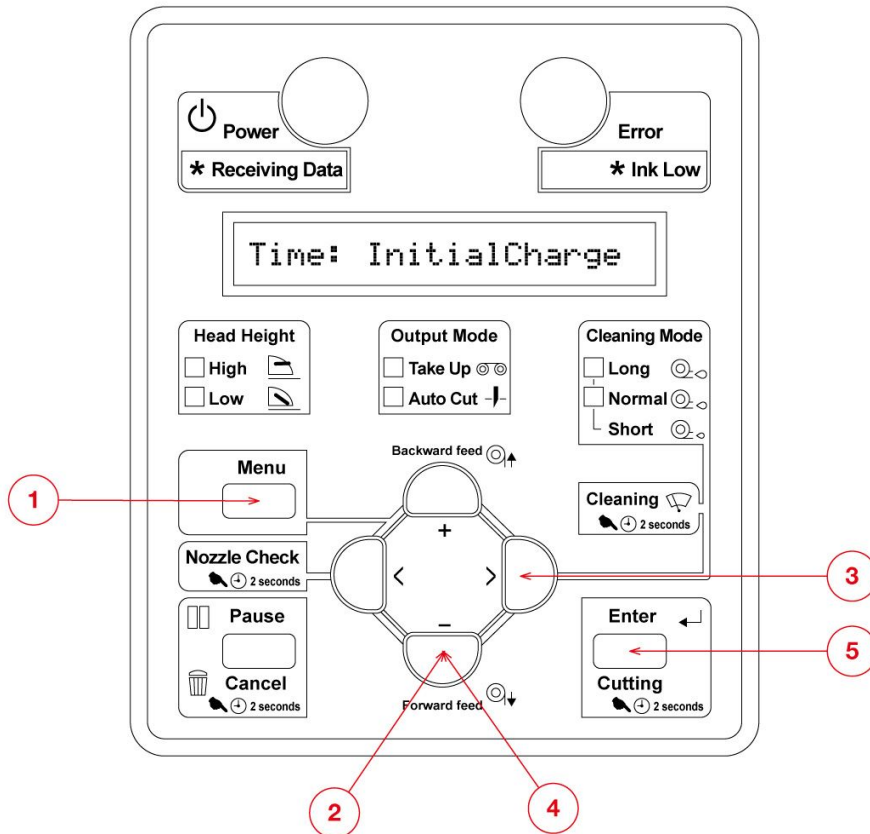 Power
Error
* Receiving Data
* Ink Low
Time: InitialCharge
Head Height
High
Low
Output Mode
Take Up
Auto Cut
Cleaning Mode
Long
Normal
Short
Backward feed
Menu
1
Cleaning
2 seconds
+
Nozzle Check
2 seconds
< >
3
–
Pause
Cancel
2 seconds
Enter
5
Cutting
2 seconds
Forward feed
2
4